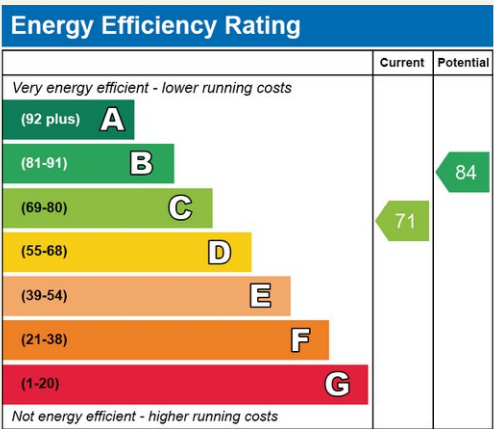 Energy Efficiency Rating
Current Potential
Very energy efficient - lower running costs
(92 plus) A
(81-91) B
84
(69-80) C
71
(55-68) D
(39-54) E
(21-38) F
(1-20) G
Not energy efficient - higher running costs